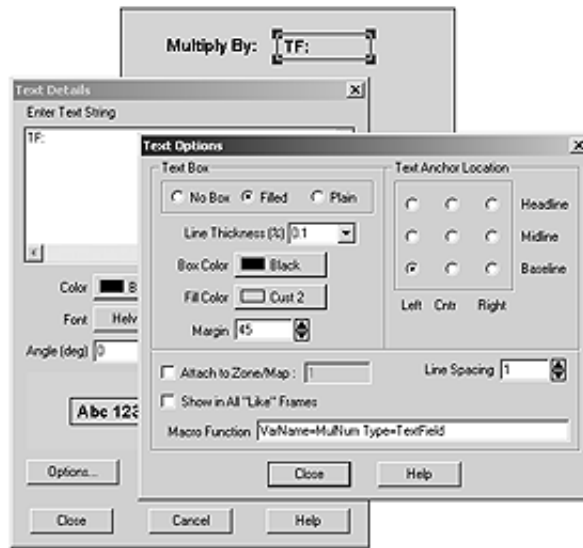 Multiply By: TF:
Text Details
Enter Text String
TF:
Color B
Font Helv
Angle (deg) 0
Abc 123
Options...
Close Cancel Help
Text Options
Text Box
No Box Filled Plain
Line Thickness (%) 0.1
Box Color Black
Fill Color Cust 2
Margin 45
Text Anchor Location
Headline
Midline
Baseline
Left Cntr Right
Attach to Zone/Map: 1
Line Spacing 1
Show in All "Like" Frames
Macro Function VarName=MulNum Type=TextField
Close Help